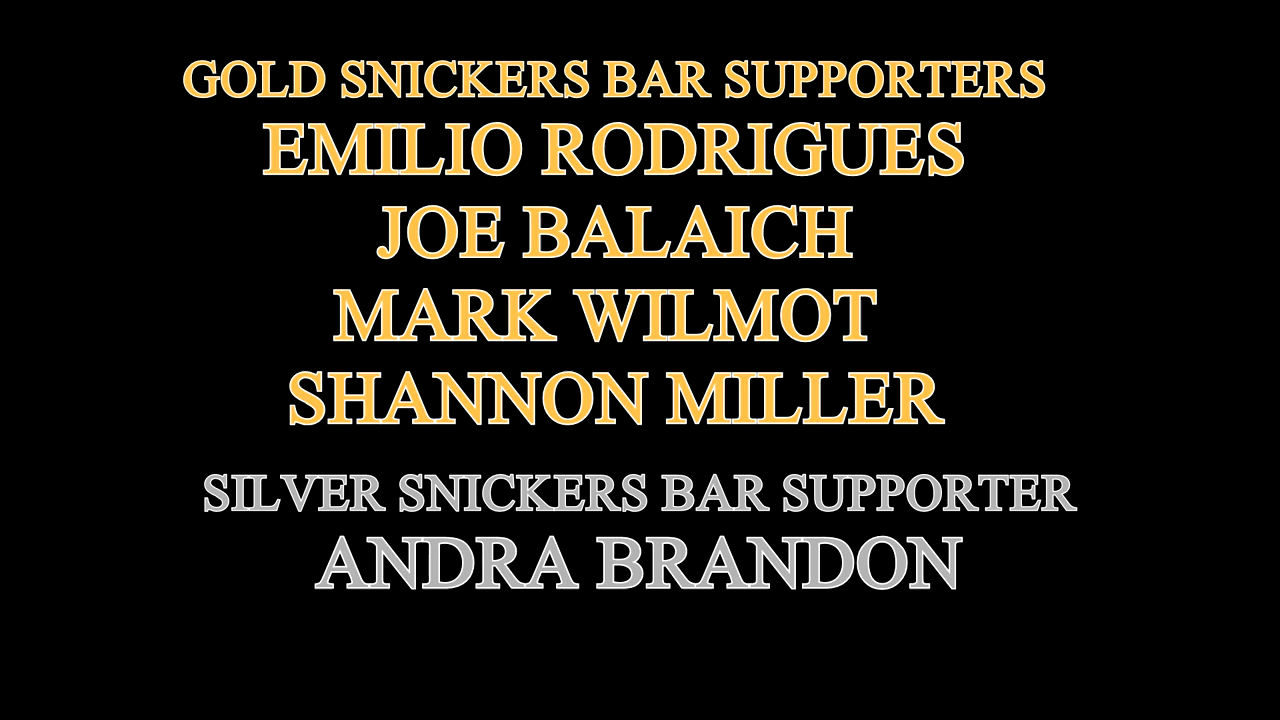 GOLD SNICKERS BAR SUPPORTERS
EMILIO RODRIGUES
JOE BALAICH
MARK WILMOT
SHANNON MILLER
SILVER SNICKERS BAR SUPPORTER
ANDRA BRANDON